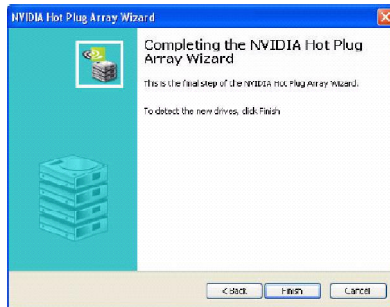 NVIDIA Hot Plug Array Wizard
Completing the NVIDIA Hot Plug
Array Wizard
This is the final step of the NVIDIA Hot Plug Array Wizard.
To detect the new drives, click Finish
< Back
Finish
Cancel